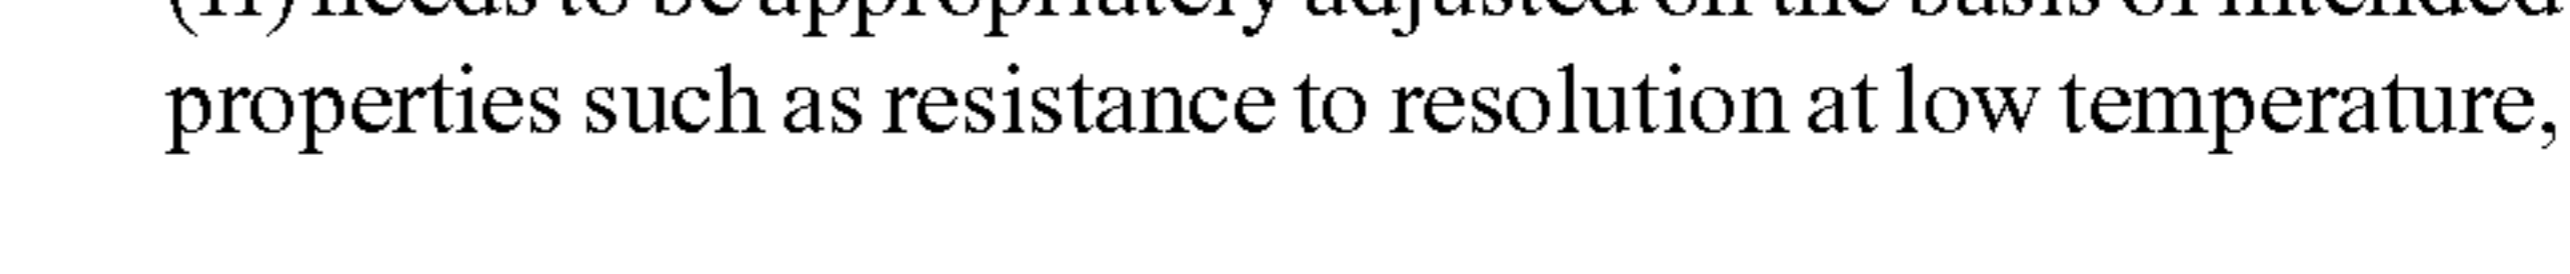 needs to be appropriately adjusted on the basis of intended
properties such as resistance to resolution at low temperature,